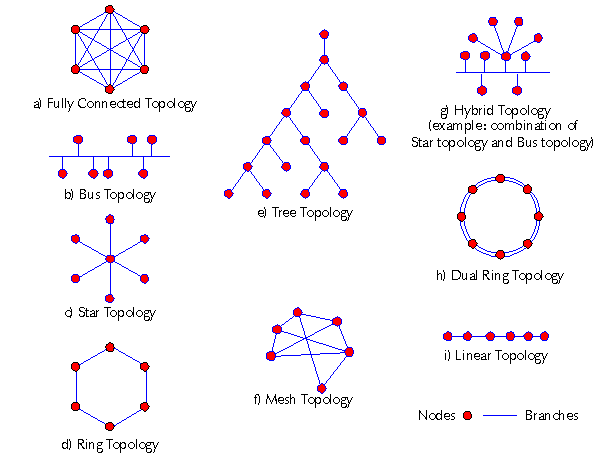 a) Fully Connected Topology
b) Bus Topology
c) Star Topology
d) Ring Topology
e) Tree Topology
f) Mesh Topology
g) Hybrid Topology
(example: combination of
Star topology and Bus topology)
h) Dual Ring Topology
i) Linear Topology
Nodes
Branches